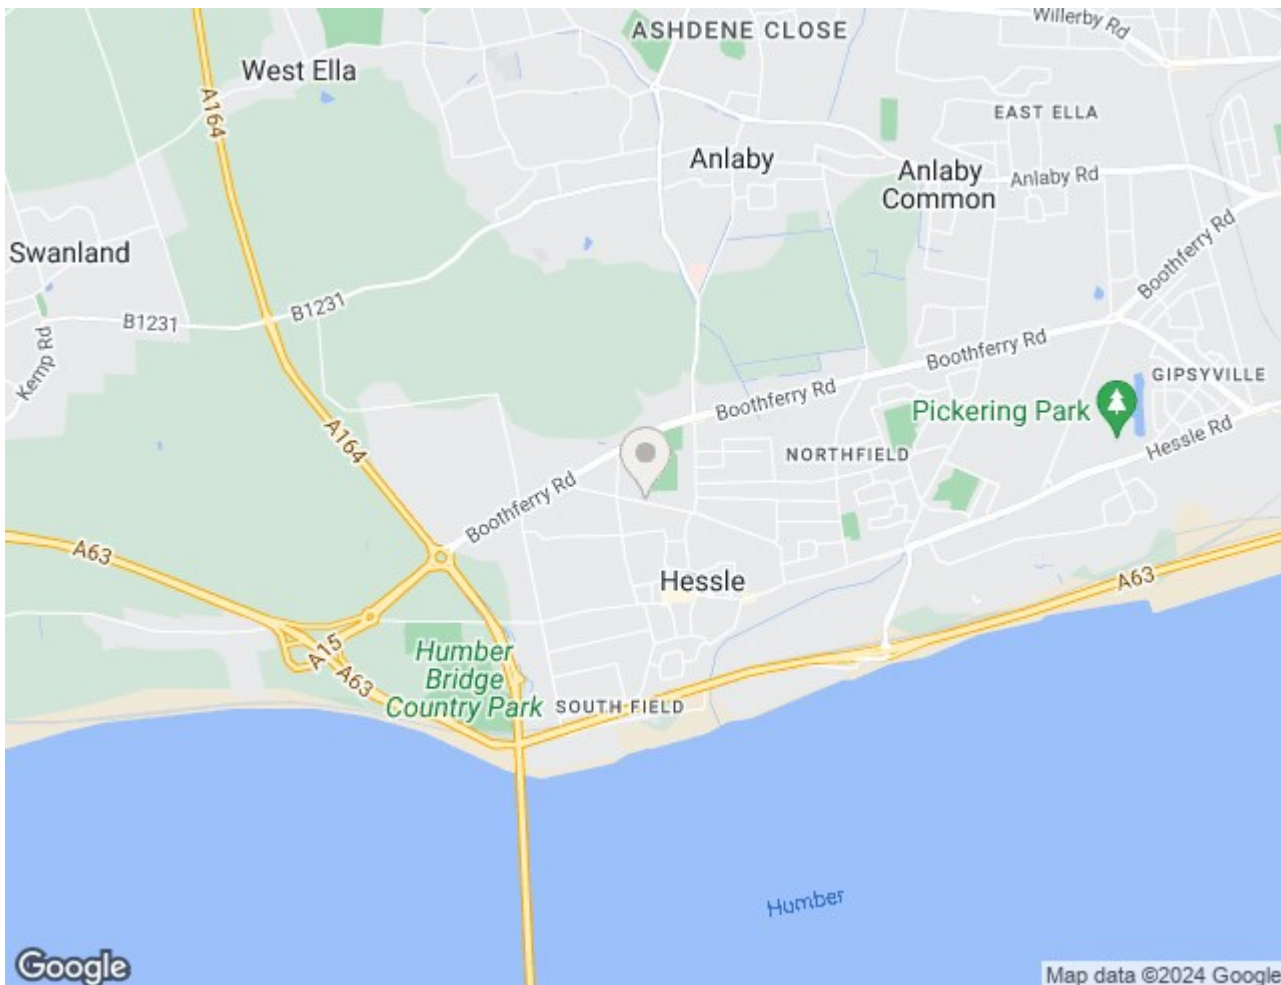 ASHDENE CLOSE
Willerby Rd
West Ella
A164
EAST ELLA
Anlaby
Anlaby
Common
Anlaby Rd
Swanland
Boothferry Rd
B1231
B1231
Kemp Rd
Boothferry Rd
GIPSYVILLE
Boothferry Rd
Pickering Park
Hessle Rd
A164
NORTHFIELD
Boothferry Rd
A63
Hessle
A63
A15
A63
Humber
Bridge
Country Park
SOUTH FIELD
Humber
Google
Map data ©2024 Google